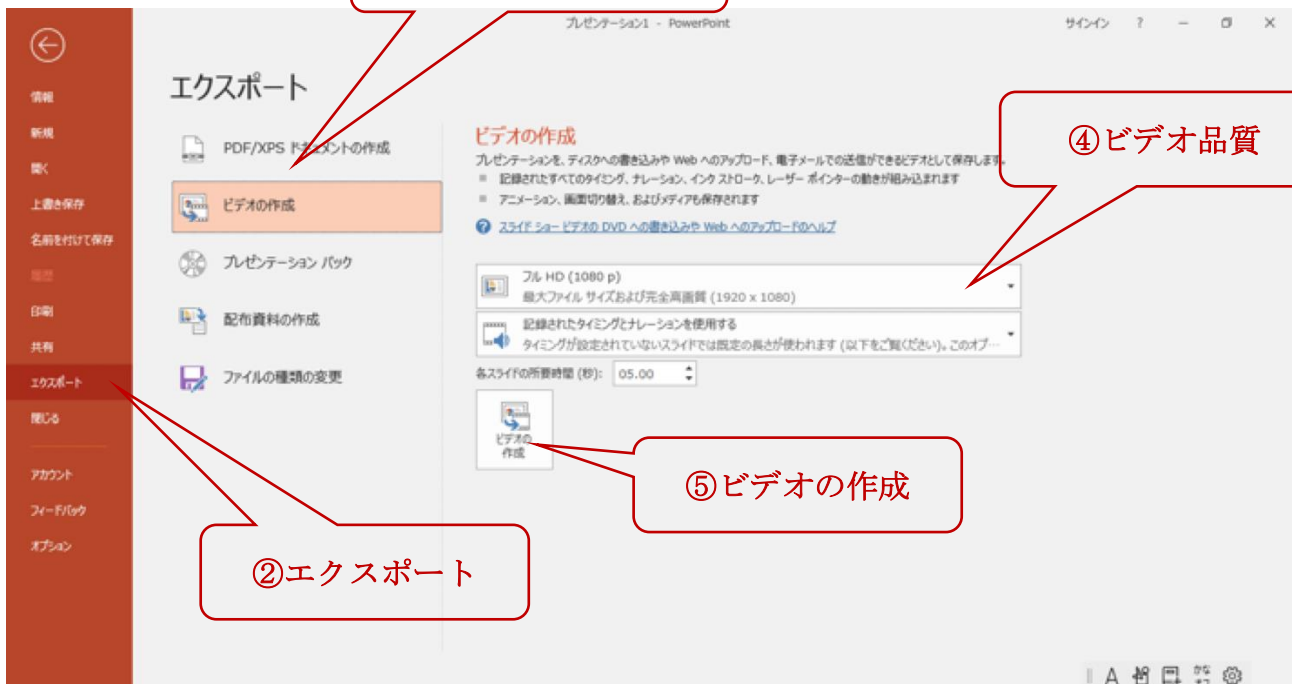 プレゼンテーション1 - PowerPoint
サインイン ?
情報
新規
開く
上書き保存
名前を付けて保存
履歴
印刷
共有
エクスポート
閉じる
アカウント
フィードバック
オプション
エクスポート
PDF/XPS ドキュメントの作成
ビデオの作成
プレゼンテーション パック
配布資料の作成
ファイルの種類の変更
ビデオの作成
プレゼンテーションを、ディスクへの書き込みや Web へのアップロード、電子メールでの送信ができるビデオとして保存します。
記録されたすべてのタイミング、ナレーション、インク ストローク、レーザー ポインターの動きが組み込まれます
アニメーション、画面切り替え、およびメディアも保存されます
スライド ショー ビデオの DVD への書き込みや Web へのアップロードのヘルプ
フル HD (1080 p)
最大ファイル サイズおよび完全高画質 (1920 x 1080)
記録されたタイミングとナレーションを使用する
タイミングが設定されていないスライドでは既定の長さが使われます (以下をご覧ください)。このオプ…
各スライドの所要時間 (秒): 05.00
ビデオの
作成
④ビデオ品質
⑤ビデオの作成
②エクスポート
A